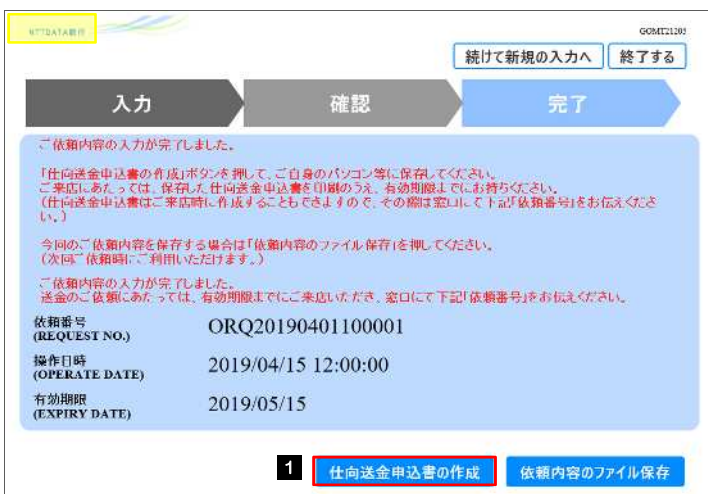 NTTDATA銀行
GOMT21205
続けて新規の入力へ 終了する
入力 確認 完了
ご依頼内容の入力が完了しました。
「仕向送金申込書の作成」ボタンを押して、ご自身のパソコン等に保存してください。
ご来店にあたっては、保存した仕向送金申込書を印刷のうえ、有効期限までにお持ちください。
(仕向送金申込書はご来店時に作成することもできますので、その際は窓口にて下記「依頼番号」をお伝えくださ
い。)
今回のご依頼内容を保存する場合は「依頼内容のファイル保存」を押してください。
(次回ご依頼時にご利用いただけます。)
ご依頼内容の入力が完了しました。
送金のご依頼にあたっては、有効期限までにご来店いただき、窓口にて下記「依頼番号」をお伝えください。
依頼番号
(REQUEST NO.) ORQ20190401100001
操作日時
(OPERATE DATE) 2019/04/15 12:00:00
有効期限
(EXPIRY DATE) 2019/05/15
1 仕向送金申込書の作成 依頼内容のファイル保存